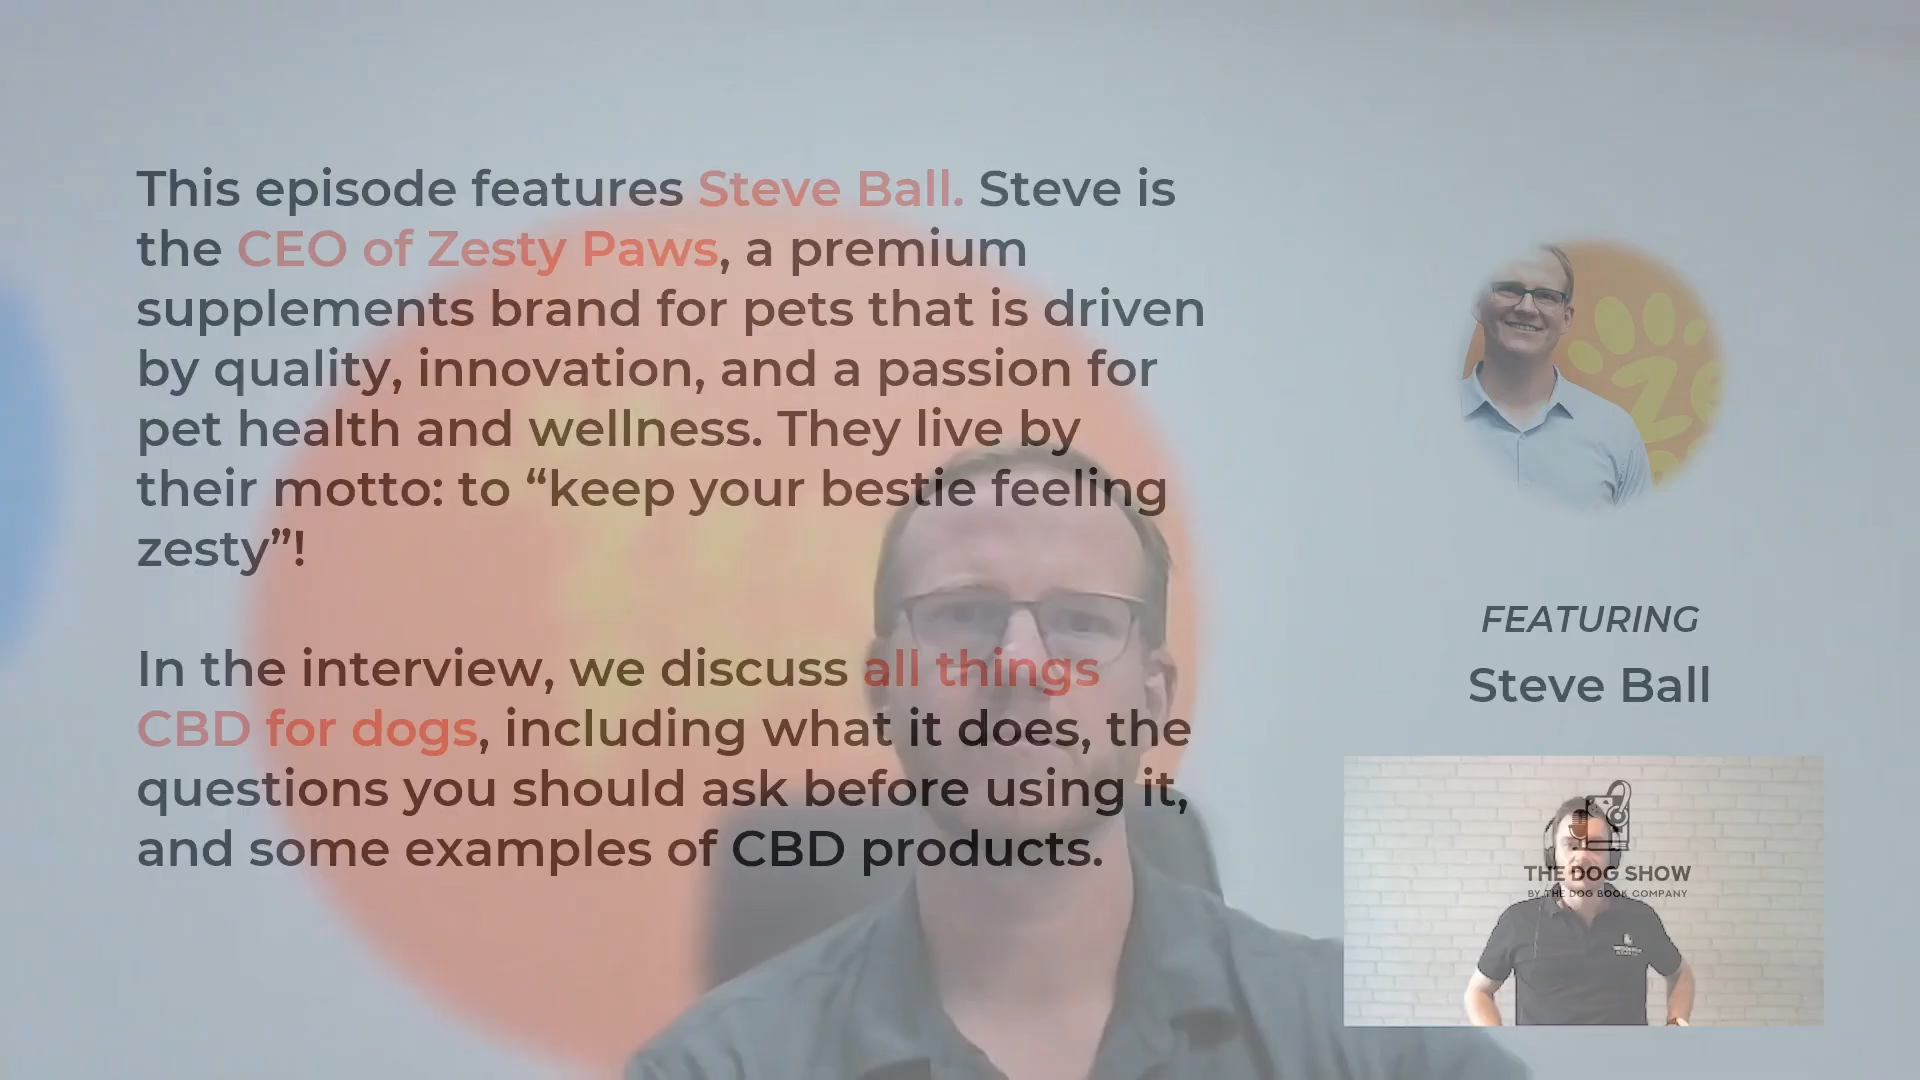 This episode features Steve Ball. Steve is
the CEO of Zesty Paws, a premium
supplements brand for pets that is driven
by quality, innovation, and a passion for
pet health and wellness. They live by
their motto: to “keep your bestie feeling
zesty”!
In the interview, we discuss all things
CBD for dogs, including what it does, the
questions you should ask before using it,
and some examples of CBD products.
FEATURING
Steve Ball
THE DOG SHOW
BY THE DOG BOOK COMPANY